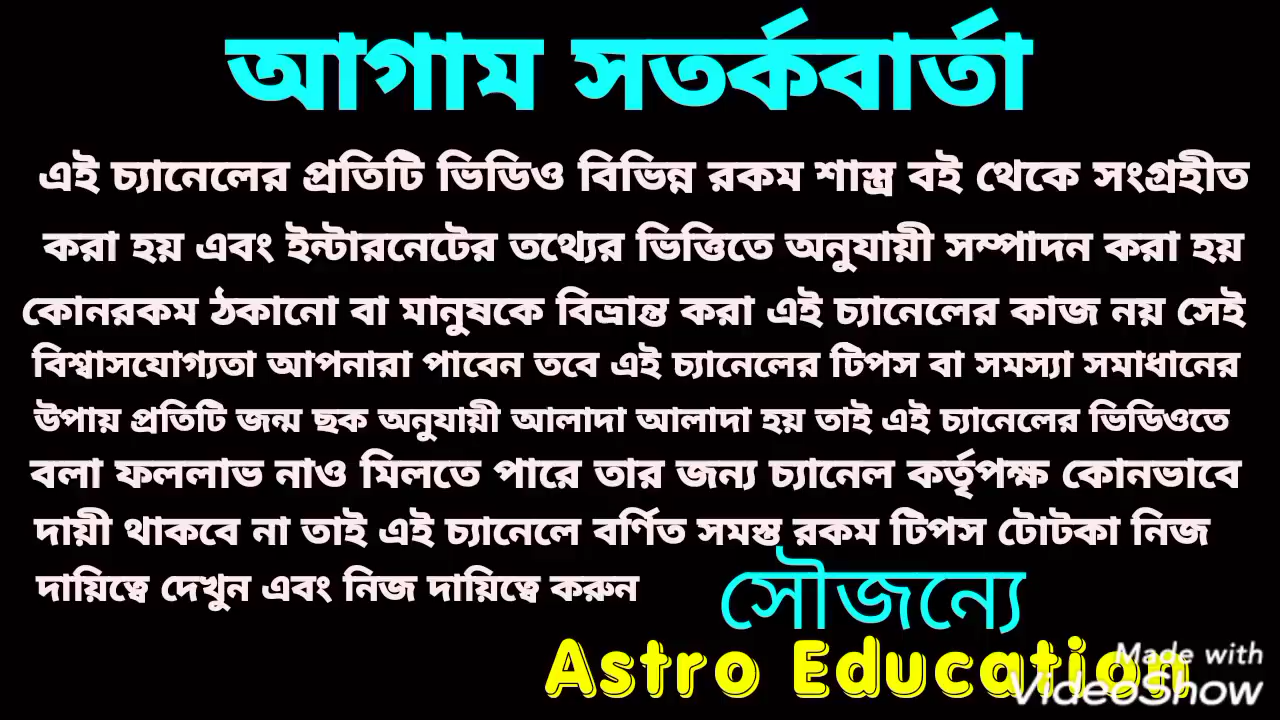 আগাম সতর্কবার্তা
এই চ্যানেলের প্রতিটি ভিডিও বিভিন্ন রকম শাস্ত্র বই থেকে সংগ্রহীত
করা হয় এবং ইন্টারনেটের তথ্যের ভিত্তিতে অনুযায়ী সম্পাদন করা হয়
কোনরকম ঠকানো বা মানুষকে বিভ্রান্ত করা এই চ্যানেলের কাজ নয় সেই
বিশ্বাসযোগ্যতা আপনারা পাবেন তবে এই চ্যানেলের টিপস বা সমস্যা সমাধানের
উপায় প্রতিটি জন্ম ছক অনুযায়ী আলাদা আলাদা হয় তাই এই চ্যানেলের ভিডিওতে
বলা ফললাভ নাও মিলতে পারে তার জন্য চ্যানেল কর্তৃপক্ষ কোনভাবে
দায়ী থাকবে না তাই এই চ্যানেলে বর্ণিত সমস্ত রকম টিপস টোটকা নিজ
দায়িত্বে দেখুন এবং নিজ দায়িত্বে করুন
সৌজন্যে
Astro Education
Made with
VideoShow